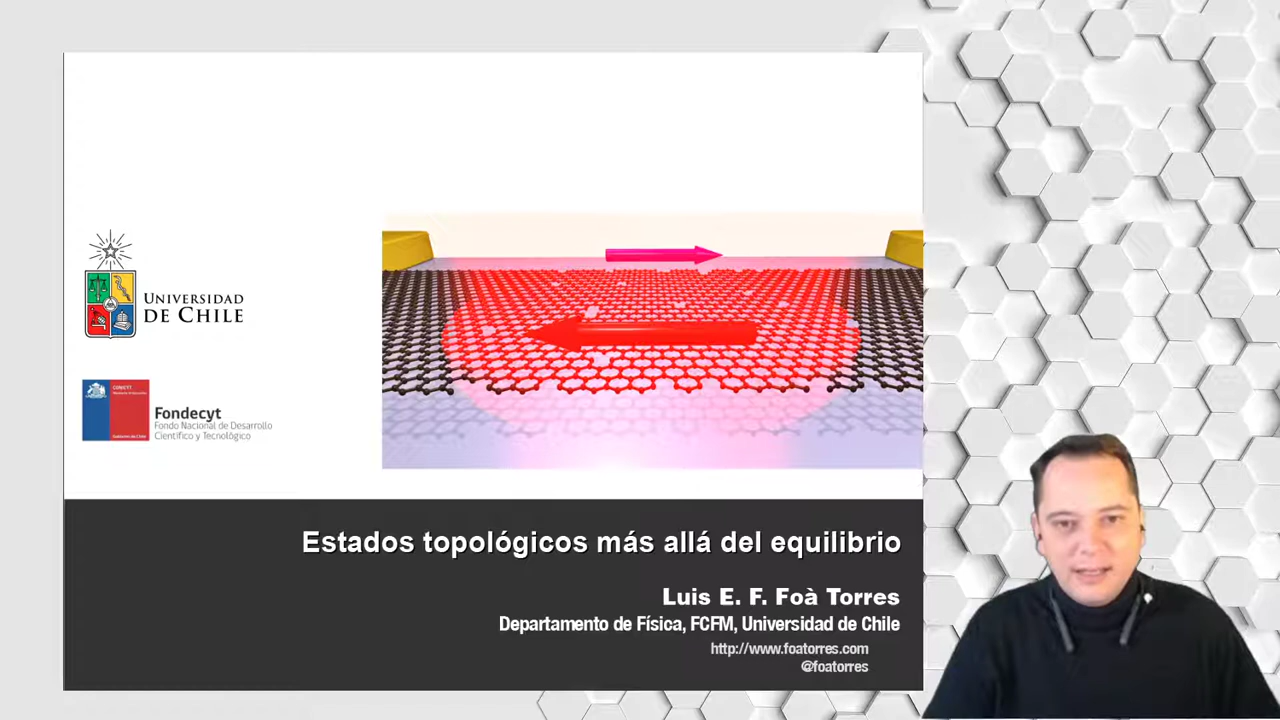 UNIVERSIDAD
DE CHILE
Fondecyt
Fondo Nacional de Desarrollo
Científico y Tecnológico
Estados topológicos más allá del equilibrio
Luis E. F. Foà Torres
Departamento de Física, FCFM, Universidad de Chile
http://www.foatorres.com
@foatorres